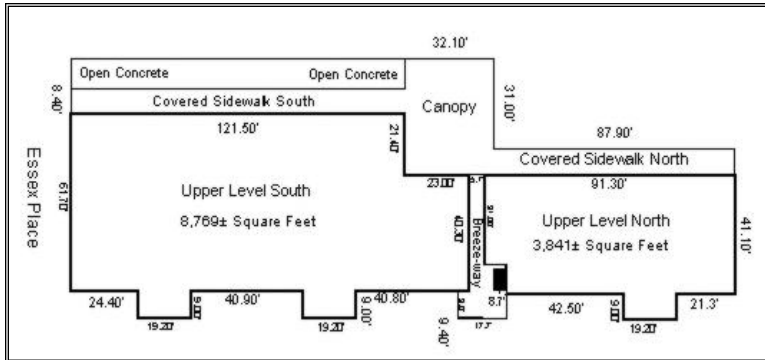 32.10'
Open Concrete
Open Concrete
8.40'
Covered Sidewalk South
Canopy
31.00'
87.90'
121.50'
21.40'
Covered Sidewalk North
Essex Place
61.70'
23.00'
91.30'
Upper Level South
8,769± Square Feet
40.30'
Breeze-way
Upper Level North
3,841± Square Feet
41.10'
24.40'
9.00'
40.90'
9.00'
40.80'
8.7'
42.50'
9.00'
21.3'
19.20'
19.20'
9.40'
17.7'
19.20'